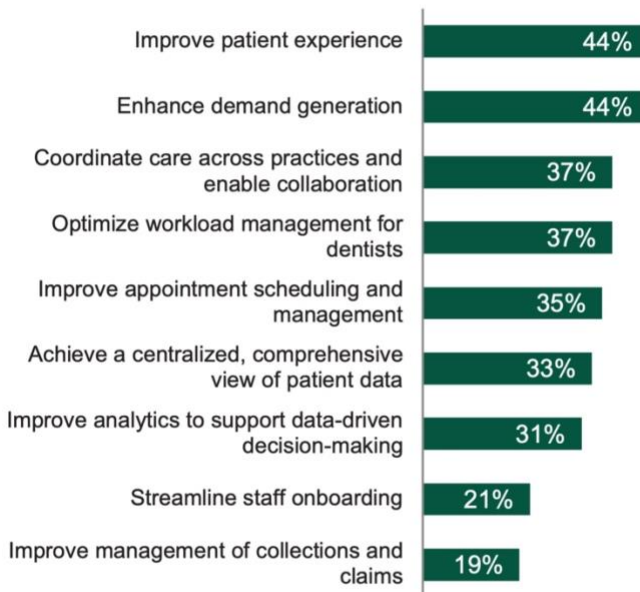 Improve patient experience
44%
Enhance demand generation
44%
Coordinate care across practices and
enable collaboration
37%
Optimize workload management for
dentists
37%
Improve appointment scheduling and
management
35%
Achieve a centralized, comprehensive
view of patient data
33%
Improve analytics to support data-driven
decision-making
31%
Streamline staff onboarding
21%
Improve management of collections and
claims
19%